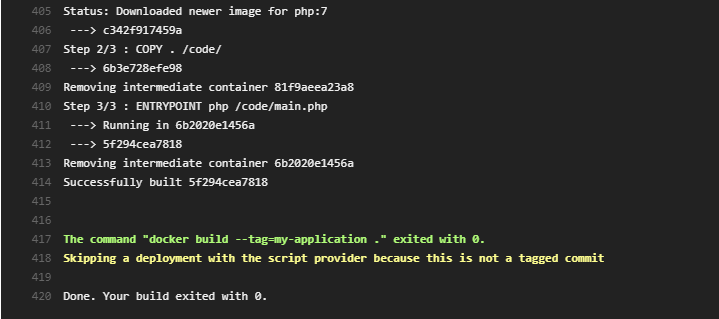 405 Status: Downloaded newer image for php:7
406  ---> c342f917459a
407 Step 2/3 : COPY . /code/
408  ---> 6b3e728efe98
409 Removing intermediate container 81f9aeea23a8
410 Step 3/3 : ENTRYPOINT php /code/main.php
411  ---> Running in 6b2020e1456a
412  ---> 5f294cea7818
413 Removing intermediate container 6b2020e1456a
414 Successfully built 5f294cea7818
415
416
417 The command "docker build --tag=my-application ." exited with 0.
418 Skipping a deployment with the script provider because this is not a tagged commit
419
420 Done. Your build exited with 0.